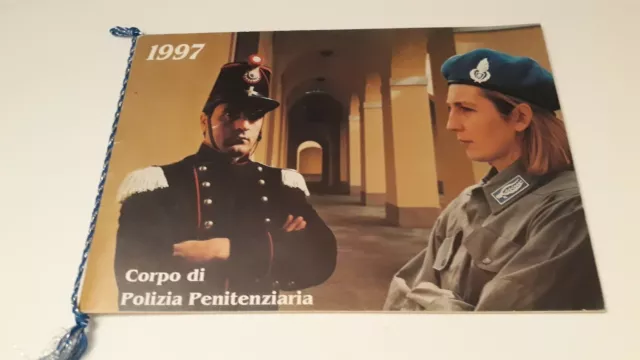 1997
Corpo di
Polizia Penitenziaria